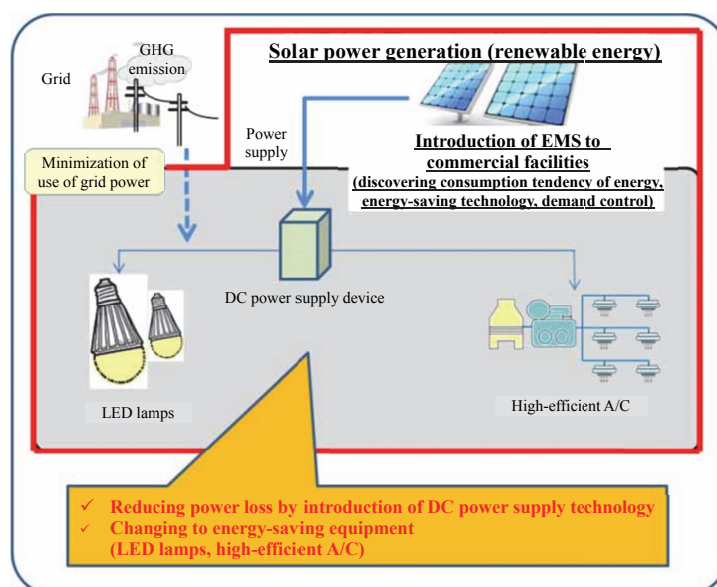 GHG
emission
Grid
Solar power generation (renewable energy)
Power
supply
Introduction of EMS to
commercial facilities
(discovering consumption tendency of energy,
energy-saving technology, demand control)
Minimization of
use of grid power
DC power supply device
LED lamps
High-efficient A/C
✓ Reducing power loss by introduction of DC power supply technology
✓ Changing to energy-saving equipment
(LED lamps, high-efficient A/C)